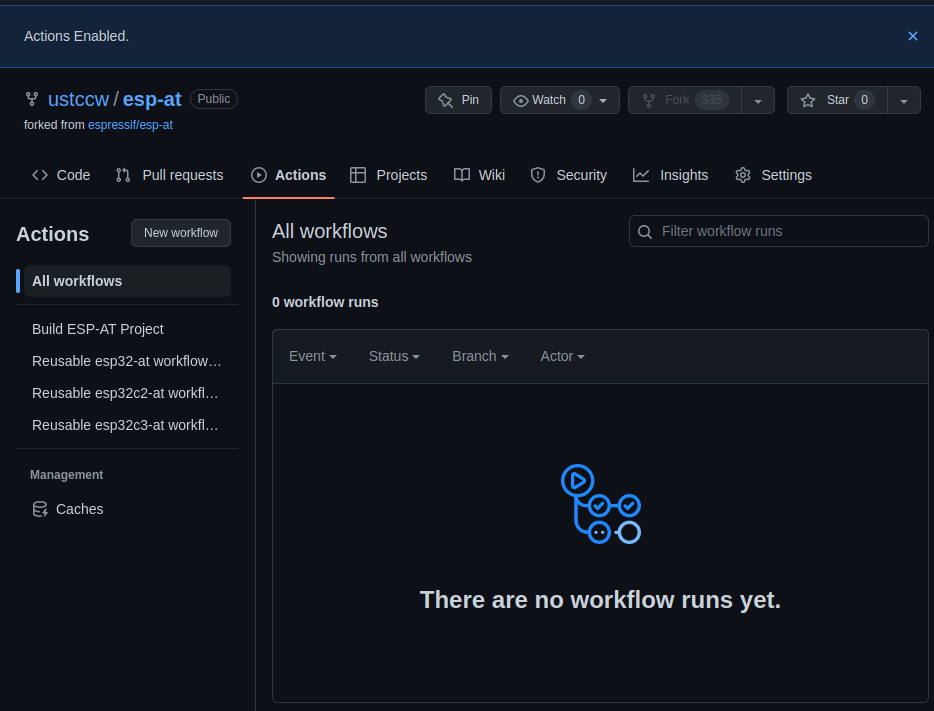 Actions Enabled.
ustccw / esp-at Public
Pin
Watch 0
Fork 335
Star 0
forked from espressif/esp-at
Code
Pull requests
Actions
Projects
Wiki
Security
Insights
Settings
Actions
New workflow
All workflows
Build ESP-AT Project
Reusable esp32-at workflow…
Reusable esp32c2-at workfl…
Reusable esp32c3-at workfl…
Management
Caches
All workflows
Showing runs from all workflows
Filter workflow runs
0 workflow runs
Event
Status
Branch
Actor
There are no workflow runs yet.